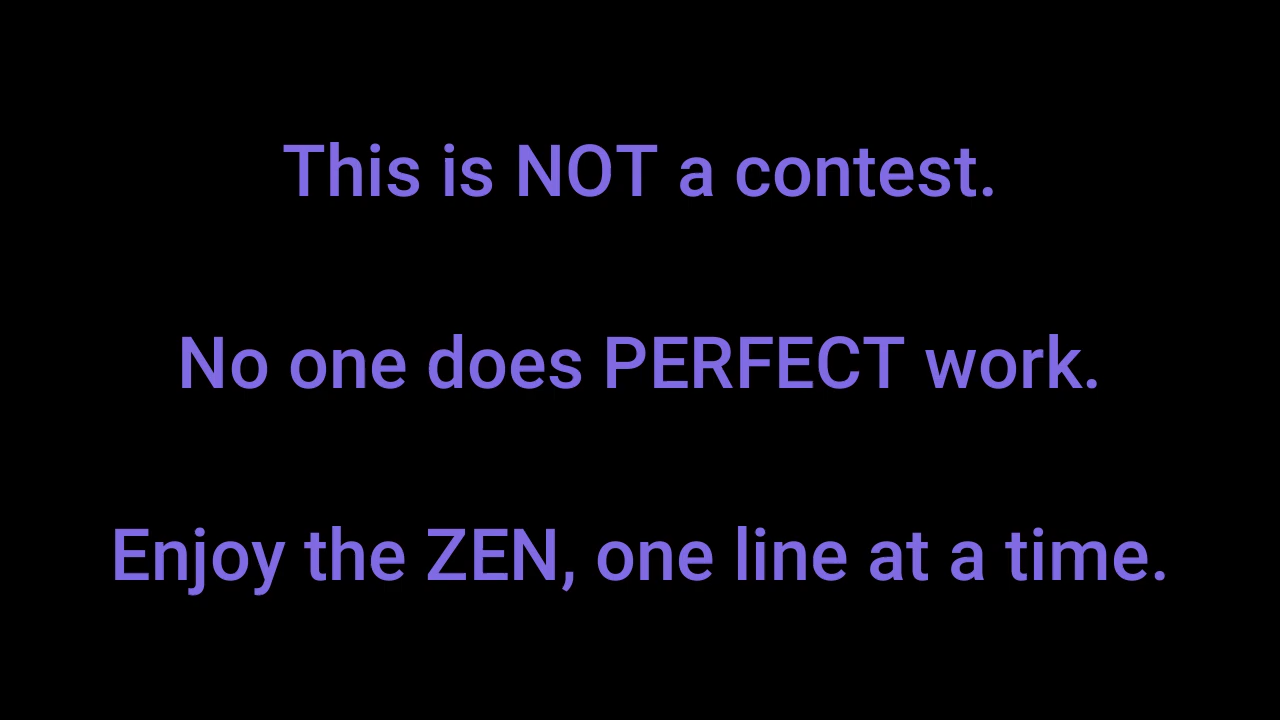 This is NOT a contest.
No one does PERFECT work.
Enjoy the ZEN, one line at a time.